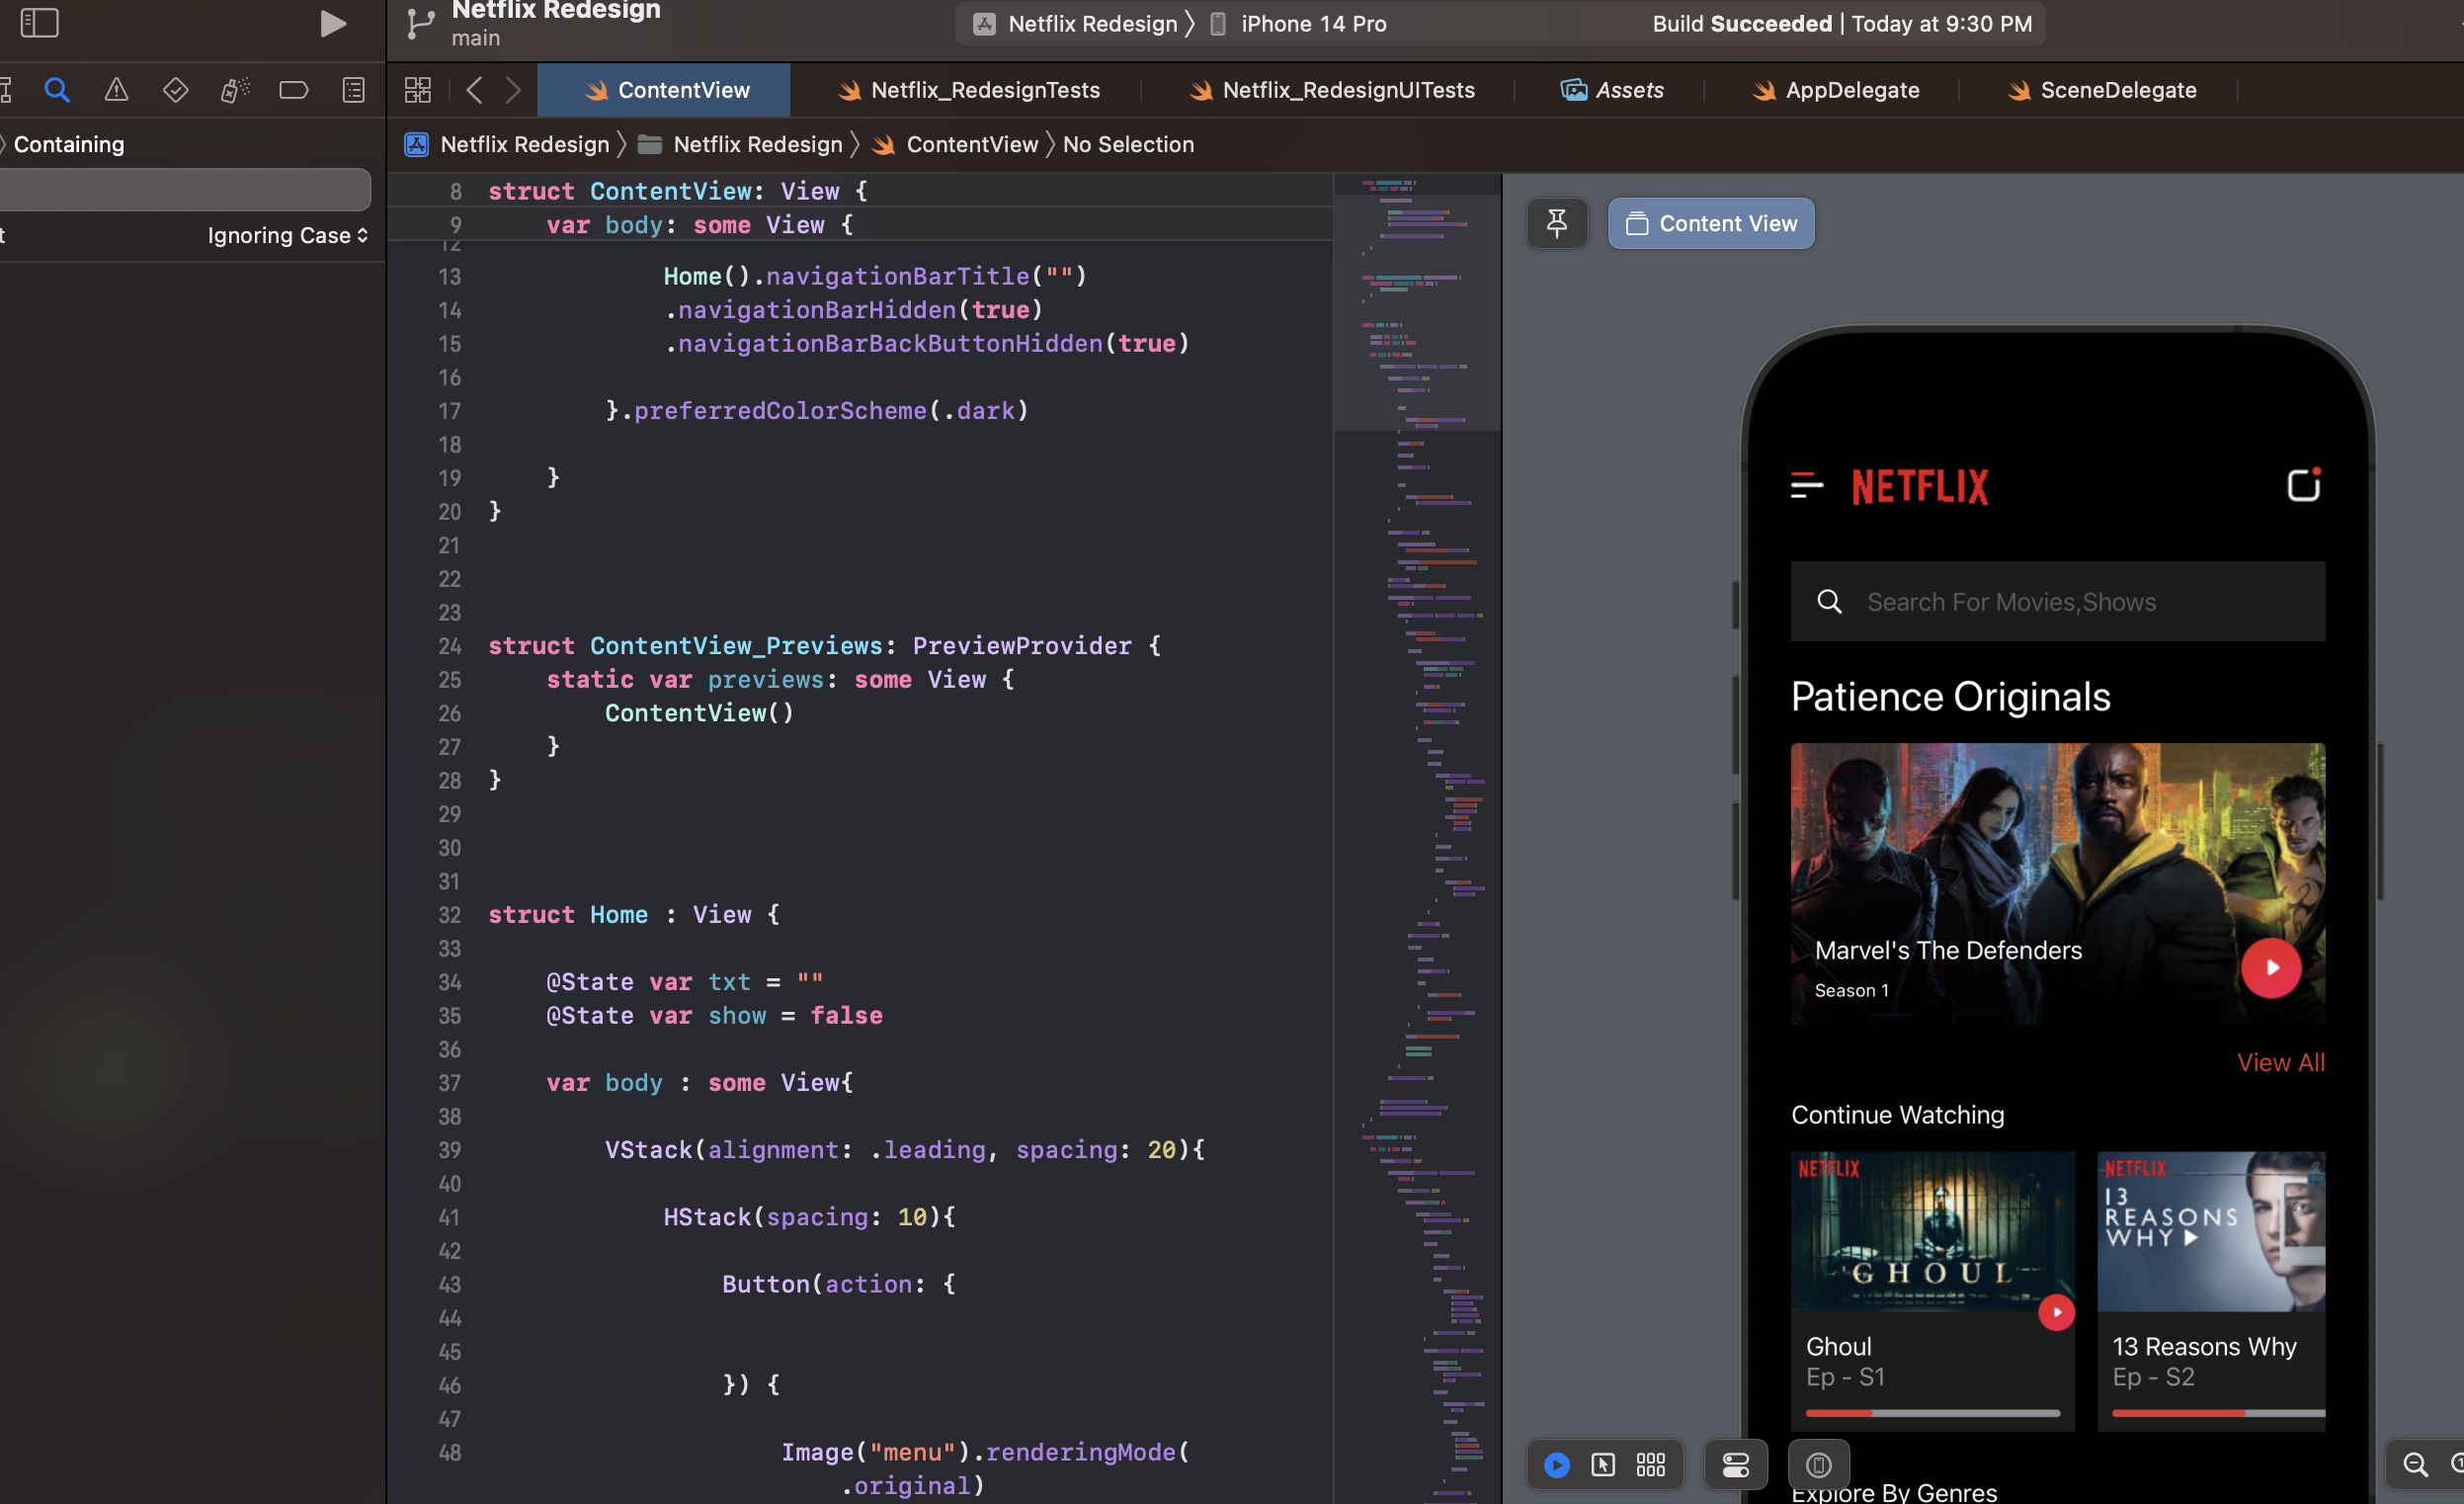 Netflix Redesign
main
Netflix Redesign
iPhone 14 Pro
Build Succeeded | Today at 9:30 PM
ContentView
Netflix_RedesignTests
Netflix_RedesignUITests
Assets
AppDelegate
SceneDelegate
Containing
Netflix Redesign
Netflix Redesign
ContentView
No Selection
t
Ignoring Case
8 struct ContentView: View {
9 var body: some View {
12
13 Home().navigationBarTitle("")
14 .navigationBarHidden(true)
15 .navigationBarBackButtonHidden(true)
16
17 }.preferredColorScheme(.dark)
18
19 }
20 }
21
22
23
24 struct ContentView_Previews: PreviewProvider {
25 static var previews: some View {
26 ContentView()
27 }
28 }
29
30
31
32 struct Home : View {
33
34 @State var txt = ""
35 @State var show = false
36
37 var body : some View{
38
39 VStack(alignment: .leading, spacing: 20){
40
41 HStack(spacing: 10){
42
43 Button(action: {
44
45
46 }) {
47
48 Image("menu").renderingMode(
.original)
Content View
NETFLIX
Search For Movies,Shows
Patience Originals
Marvel's The Defenders
Season 1
View All
Continue Watching
NETFLIX
GHOUL
Ghoul
Ep - S1
NETFLIX
13
REASONS
WHY
13 Reasons Why
Ep - S2
Explore By Genres